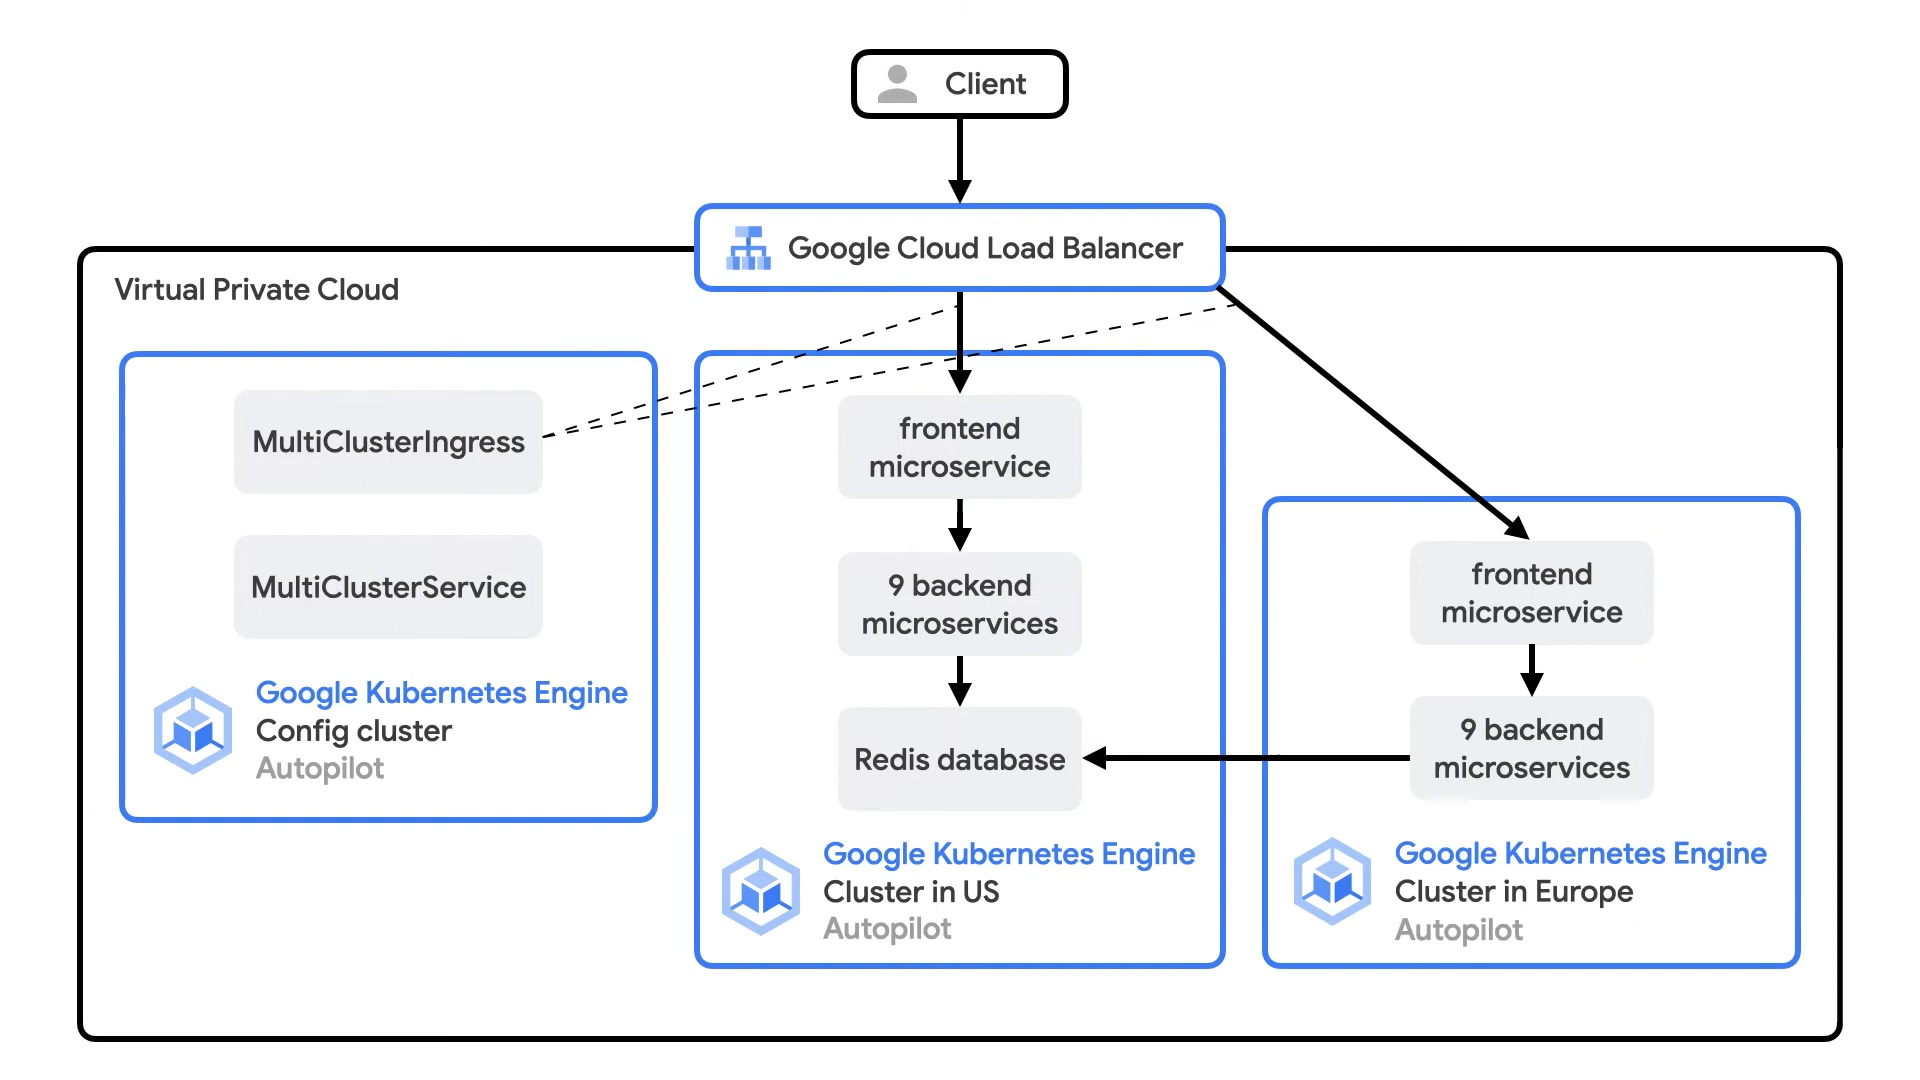 Client
Google Cloud Load Balancer
Virtual Private Cloud
MultiClusterIngress
MultiClusterService
Google Kubernetes Engine
Config cluster
Autopilot
frontend
microservice
9 backend
microservices
Redis database
Google Kubernetes Engine
Cluster in US
Autopilot
frontend
microservice
9 backend
microservices
Google Kubernetes Engine
Cluster in Europe
Autopilot